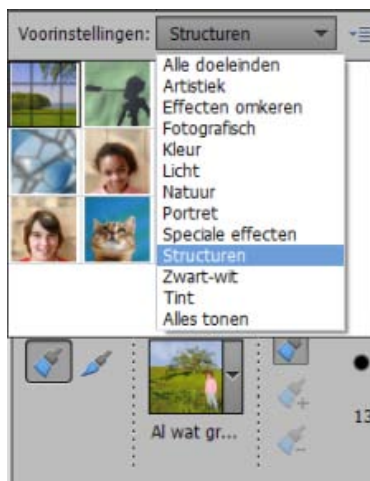 Voorinstellingen: Structuren
Alle doeleinden
Artistiek
Effecten omkeren
Fotografisch
Kleur
Licht
Natuur
Portret
Speciale effecten
Structuren
Zwart-wit
Tint
Alles tonen
Al wat gr...
13